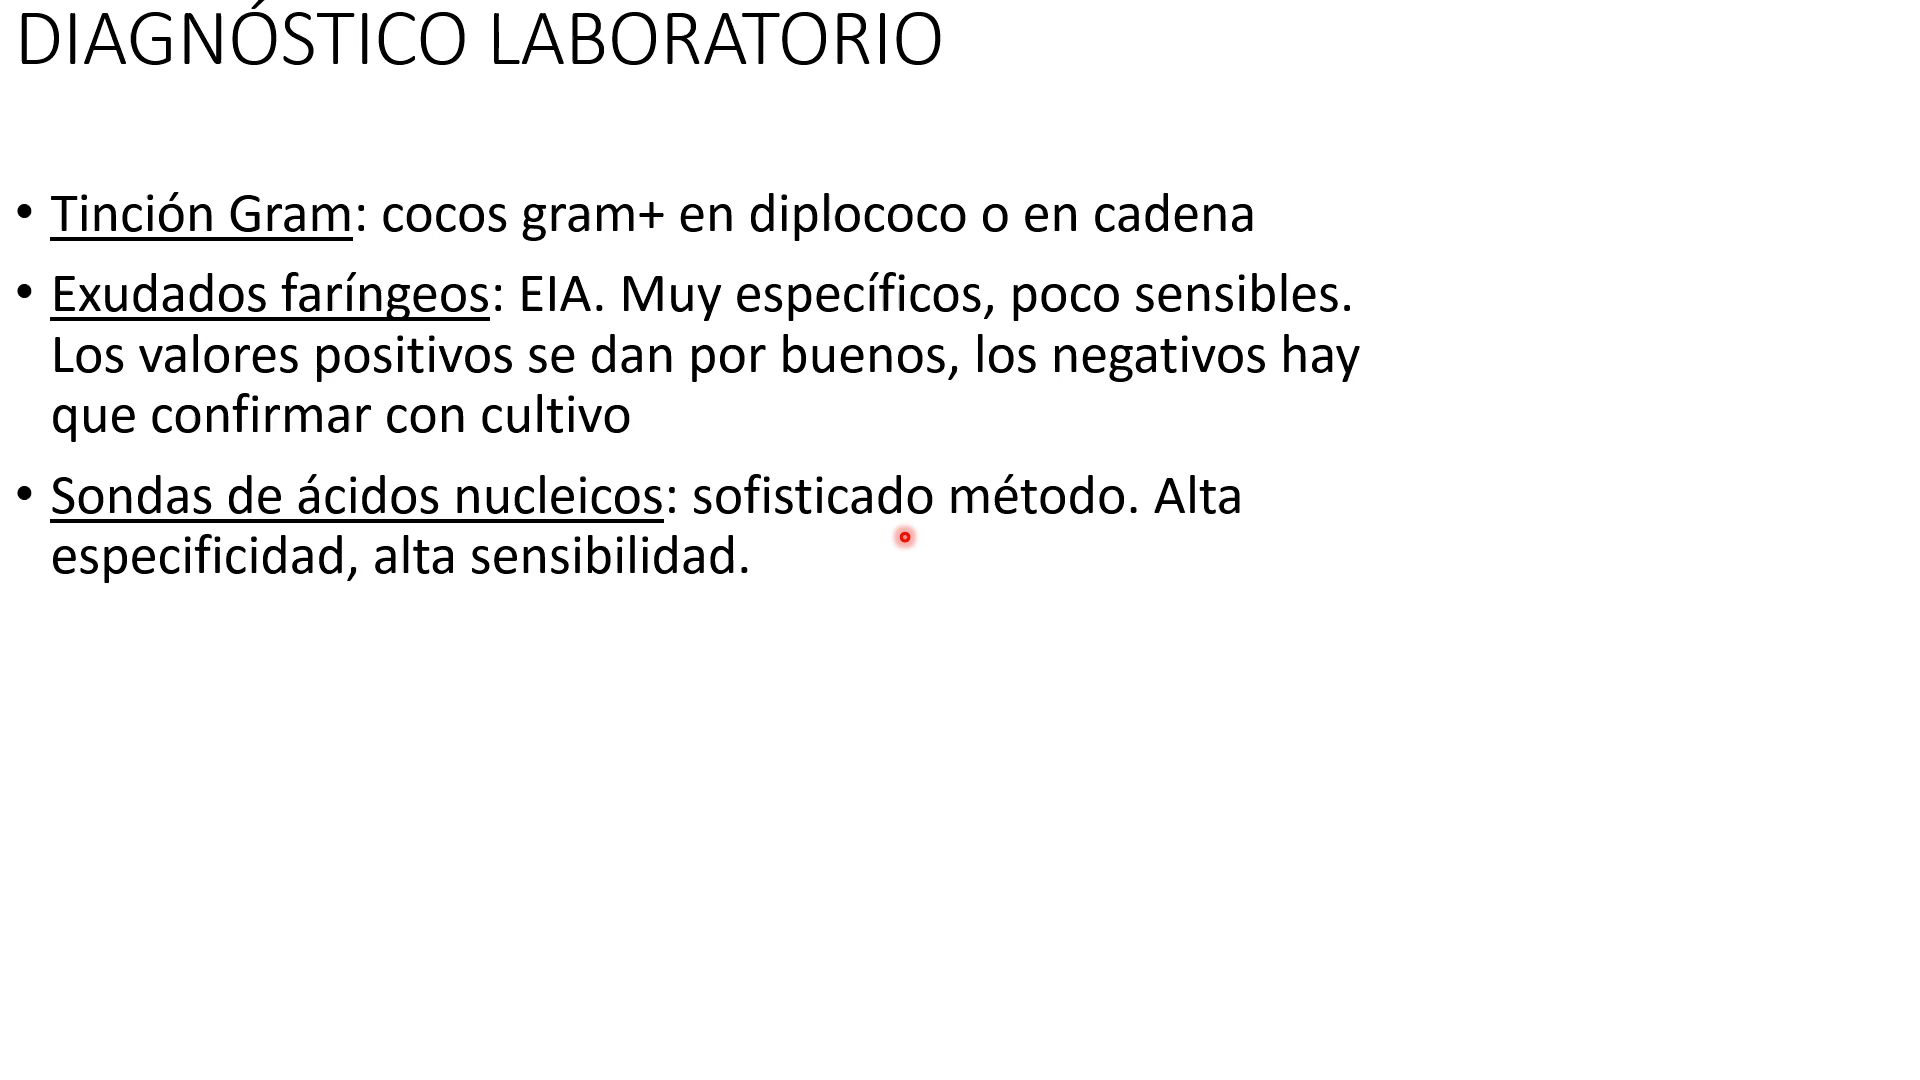 DIAGNÓSTICO LABORATORIO
• Tinción Gram: cocos gram+ en diplococo o en cadena
• Exudados faríngeos: EIA. Muy específicos, poco sensibles.
Los valores positivos se dan por buenos, los negativos hay
que confirmar con cultivo
• Sondas de ácidos nucleicos: sofisticado método. Alta
especificidad, alta sensibilidad.